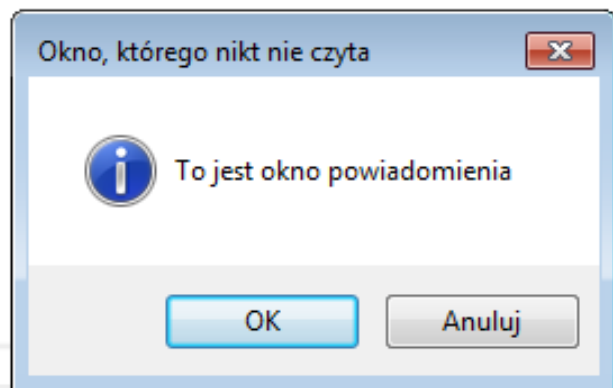 Okno, którego nikt nie czyta
To jest okno powiadomienia
OK Anuluj